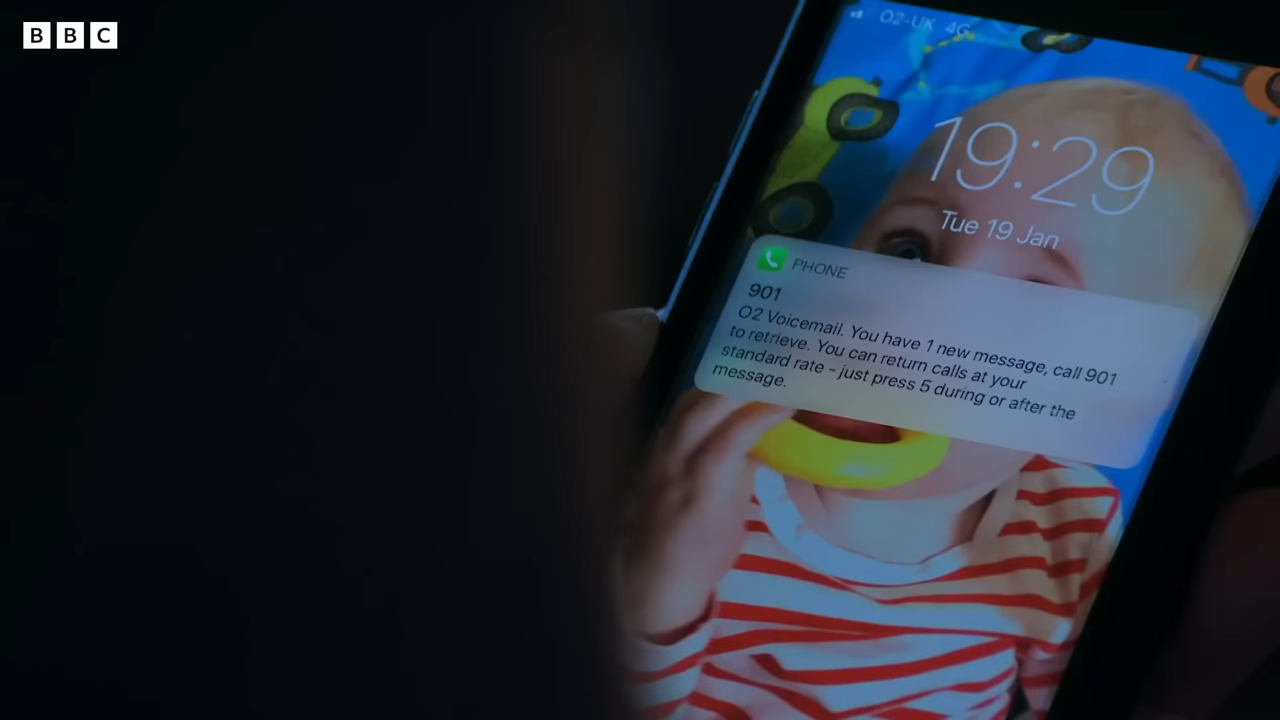 BBC
O2-UK 4G
19:29
Tue 19 Jan
PHONE
901
O2 Voicemail. You have 1 new message, call 901
to retrieve. You can return calls at your
standard rate - just press 5 during or after the
message.